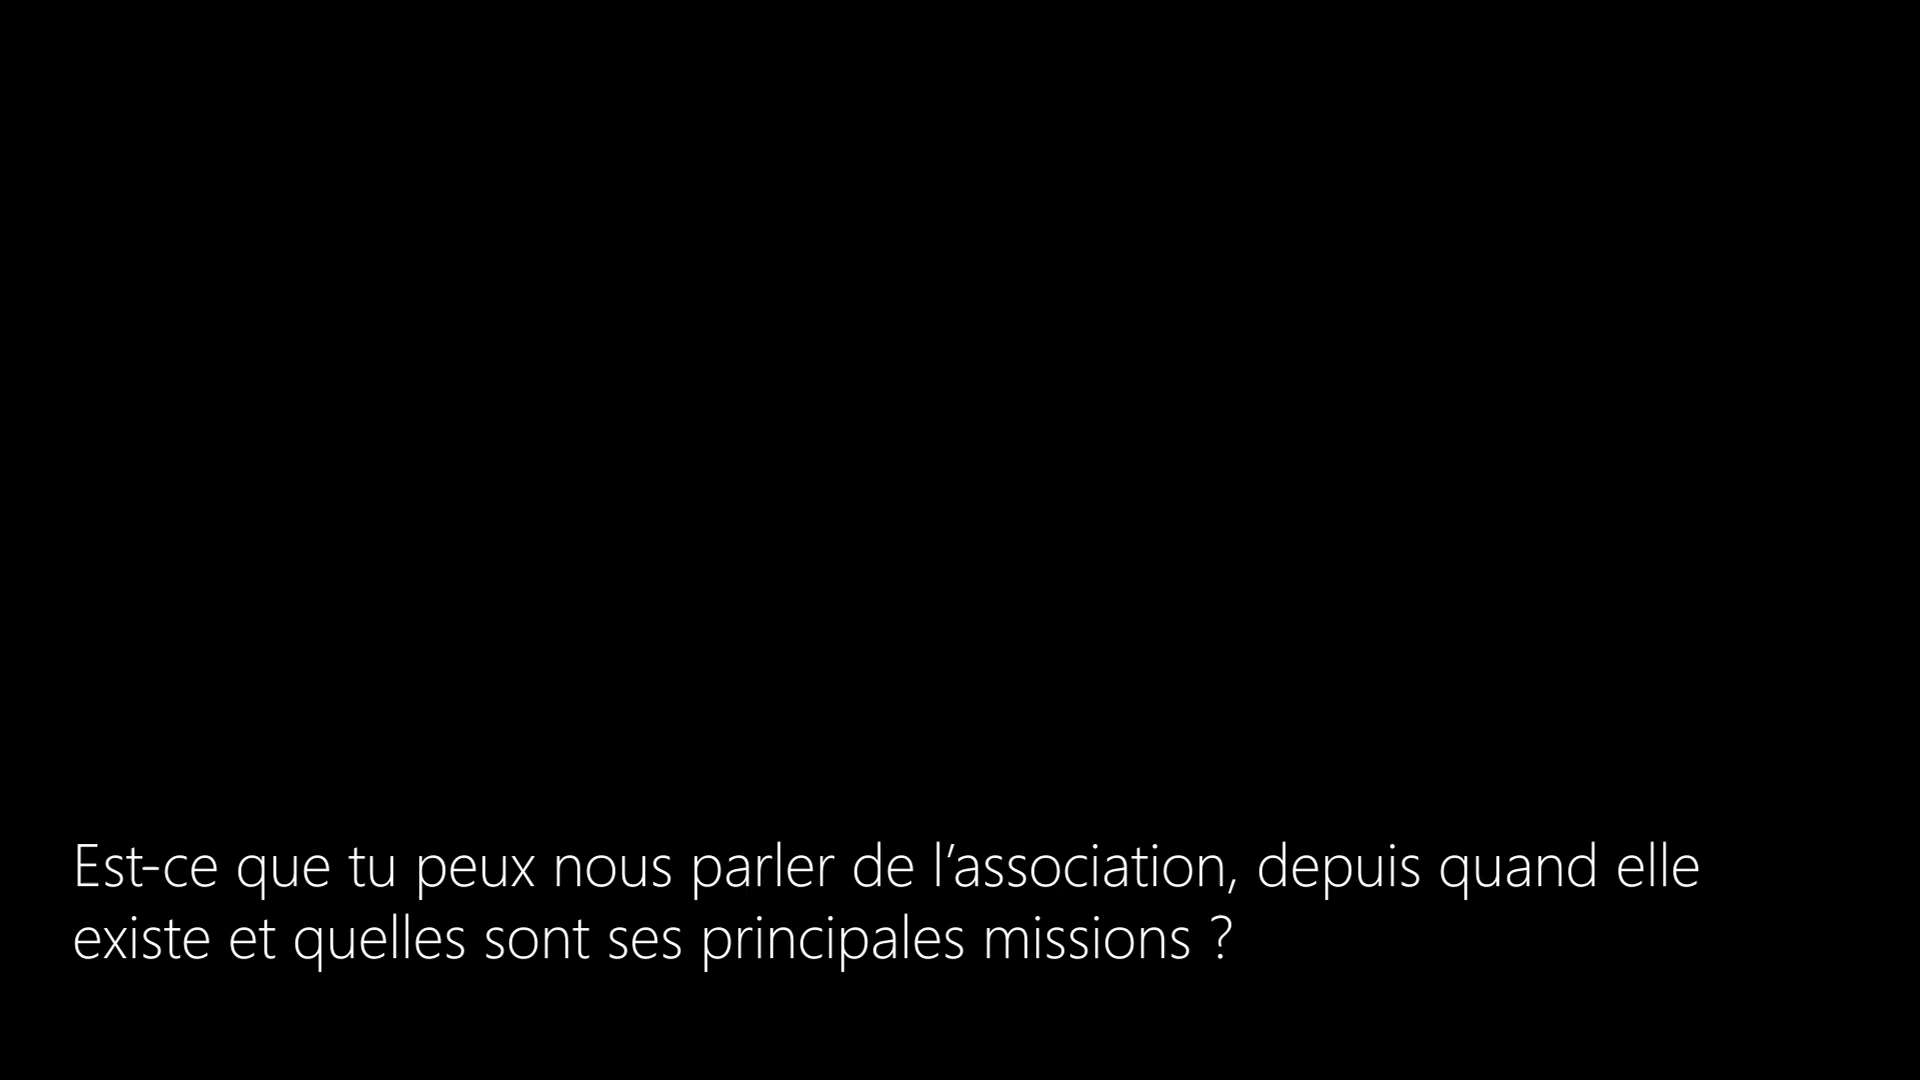 Est-ce que tu peux nous parler de l’association, depuis quand elle
existe et quelles sont ses principales missions ?